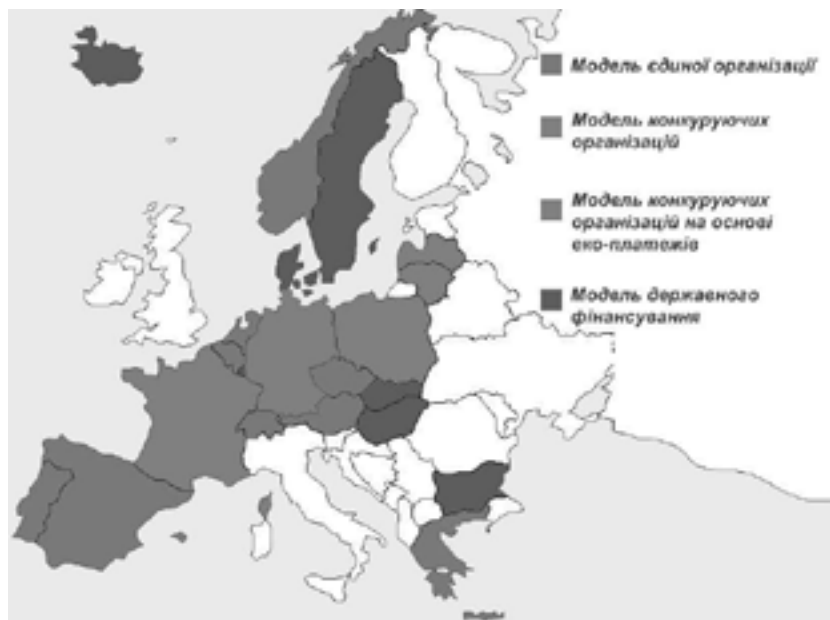 Модель єдиної організації
Модель конкуруючих
організацій
Модель конкуруючих
організацій на основі
еко-платежів
Модель державного
фінансування